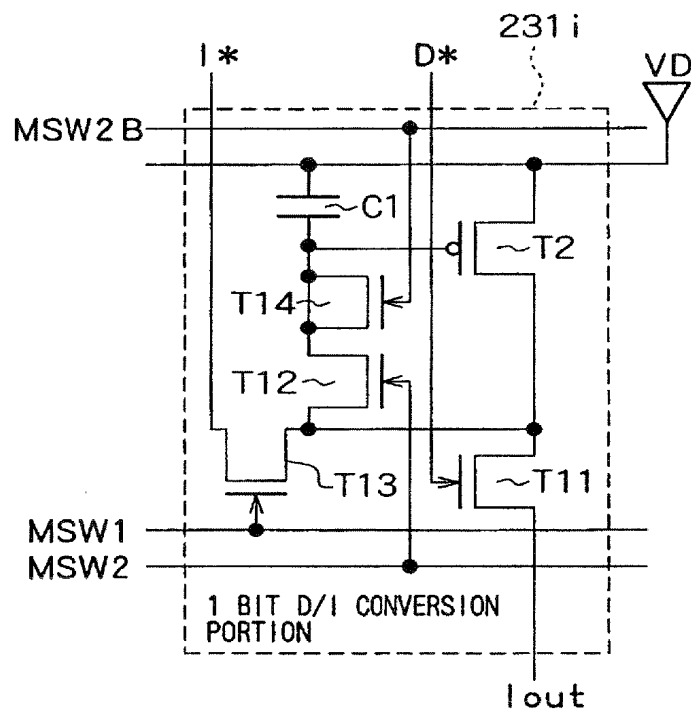 231i
I*
D*
VD
MSW2B
C1
T2
T14
T12
T13
T11
MSW1
MSW2
1 BIT D/I CONVERSION
PORTION
Iout